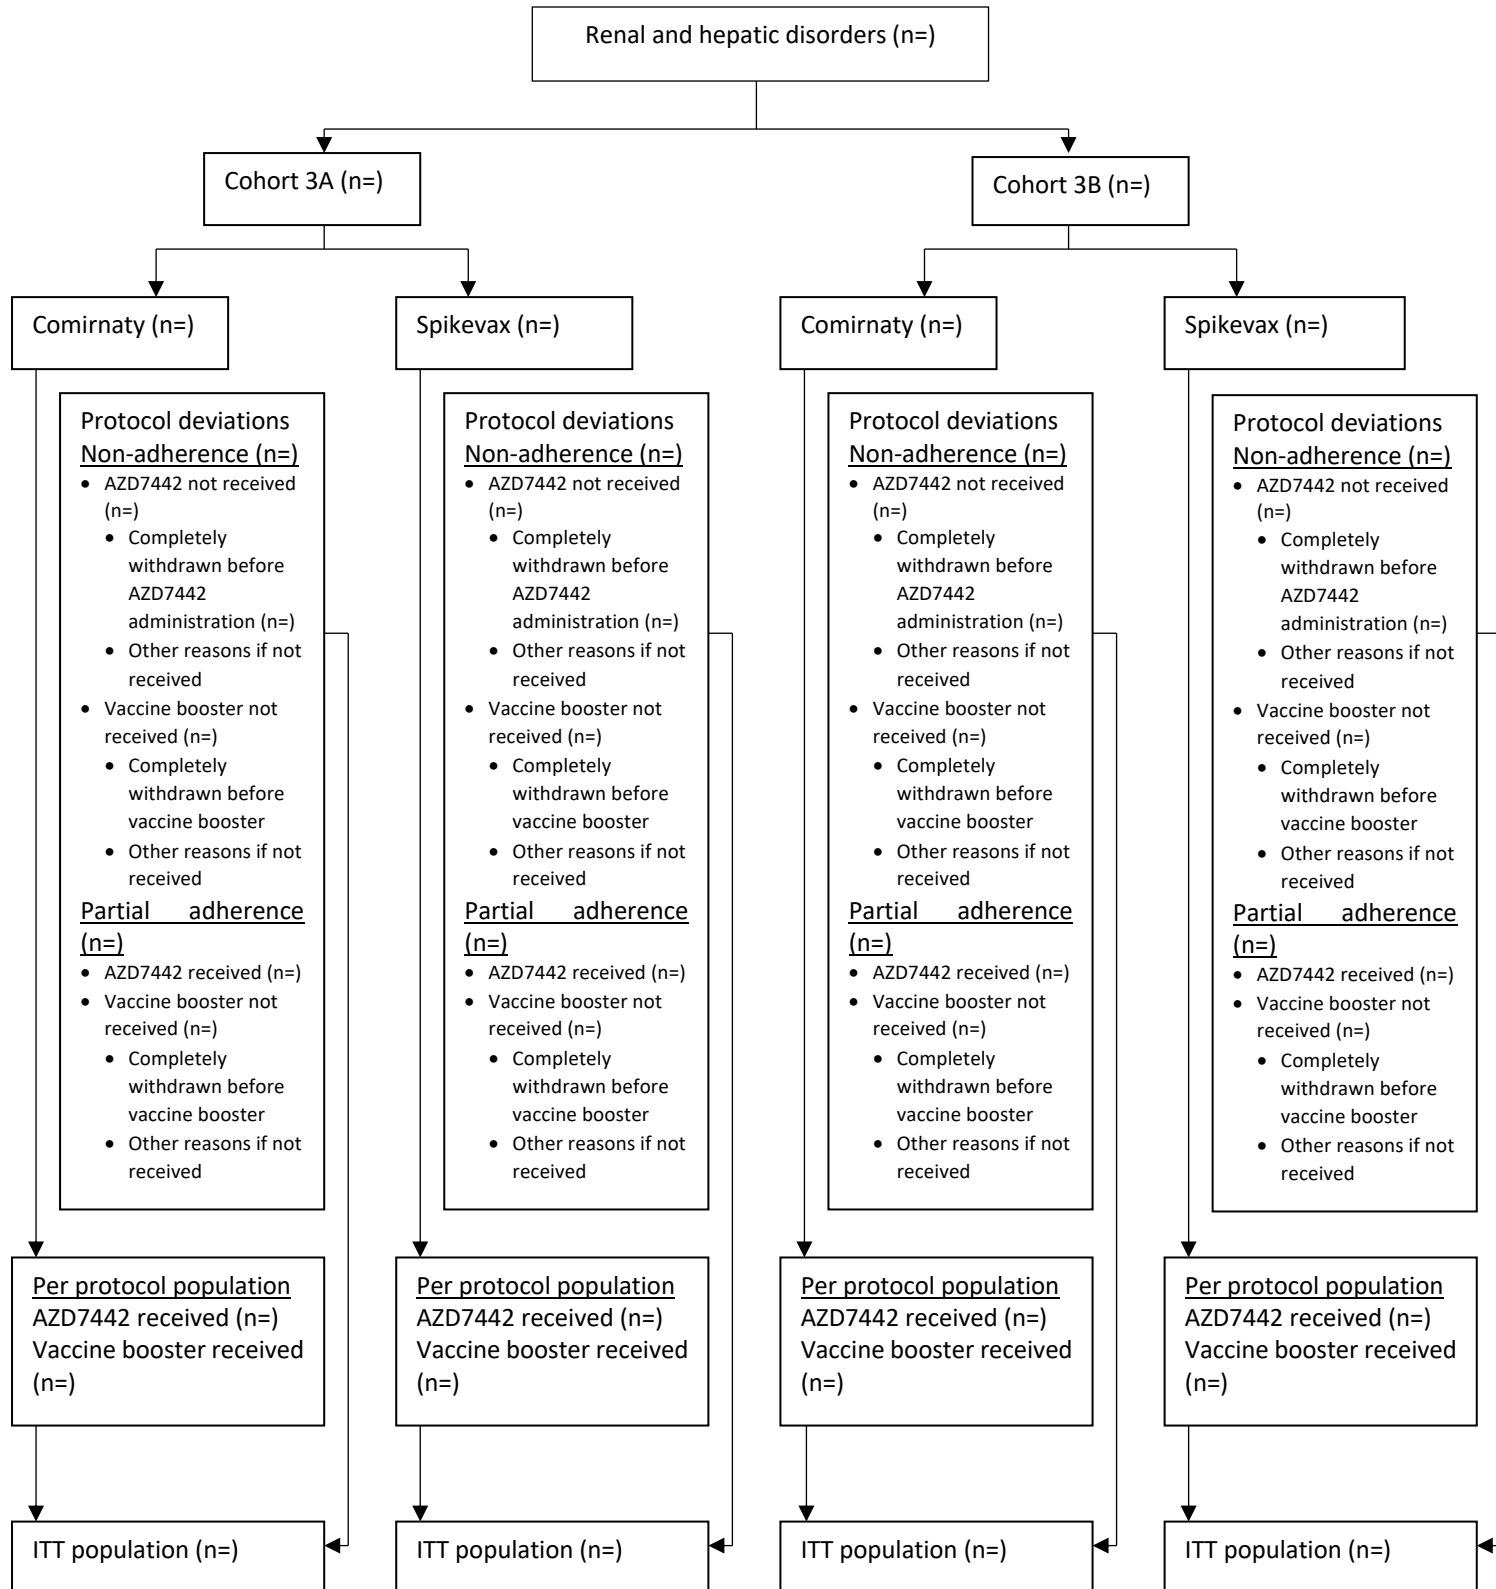 Renal and hepatic disorders (n=)
Cohort 3A (n=)
Cohort 3B (n=)
Comirnaty (n=)
Spikevax (n=)
Comirnaty (n=)
Spikevax (n=)
Protocol deviations
Non-adherence (n=)
• AZD7442 not received
(n=)
• Completely
withdrawn before
AZD7442
administration (n=)
• Other reasons if not
received
• Vaccine booster not
received (n=)
• Completely
withdrawn before
vaccine booster
• Other reasons if not
received
Partial adherence
(n=)
• AZD7442 received (n=)
• Vaccine booster not
received (n=)
• Completely
withdrawn before
vaccine booster
• Other reasons if not
received
Protocol deviations
Non-adherence (n=)
• AZD7442 not received
(n=)
• Completely
withdrawn before
AZD7442
administration (n=)
• Other reasons if not
received
• Vaccine booster not
received (n=)
• Completely
withdrawn before
vaccine booster
• Other reasons if not
received
Partial adherence
(n=)
• AZD7442 received (n=)
• Vaccine booster not
received (n=)
• Completely
withdrawn before
vaccine booster
• Other reasons if not
received
Protocol deviations
Non-adherence (n=)
• AZD7442 not received
(n=)
• Completely
withdrawn before
AZD7442
administration (n=)
• Other reasons if not
received
• Vaccine booster not
received (n=)
• Completely
withdrawn before
vaccine booster
• Other reasons if not
received
Partial adherence
(n=)
• AZD7442 received (n=)
• Vaccine booster not
received (n=)
• Completely
withdrawn before
vaccine booster
• Other reasons if not
received
Protocol deviations
Non-adherence (n=)
• AZD7442 not received
(n=)
• Completely
withdrawn before
AZD7442
administration (n=)
• Other reasons if not
received
• Vaccine booster not
received (n=)
• Completely
withdrawn before
vaccine booster
• Other reasons if not
received
Partial adherence
(n=)
• AZD7442 received (n=)
• Vaccine booster not
received (n=)
• Completely
withdrawn before
vaccine booster
• Other reasons if not
received
Per protocol population
AZD7442 received (n=)
Vaccine booster received
(n=)
Per protocol population
AZD7442 received (n=)
Vaccine booster received
(n=)
Per protocol population
AZD7442 received (n=)
Vaccine booster received
(n=)
Per protocol population
AZD7442 received (n=)
Vaccine booster received
(n=)
ITT population (n=)
ITT population (n=)
ITT population (n=)
ITT population (n=)